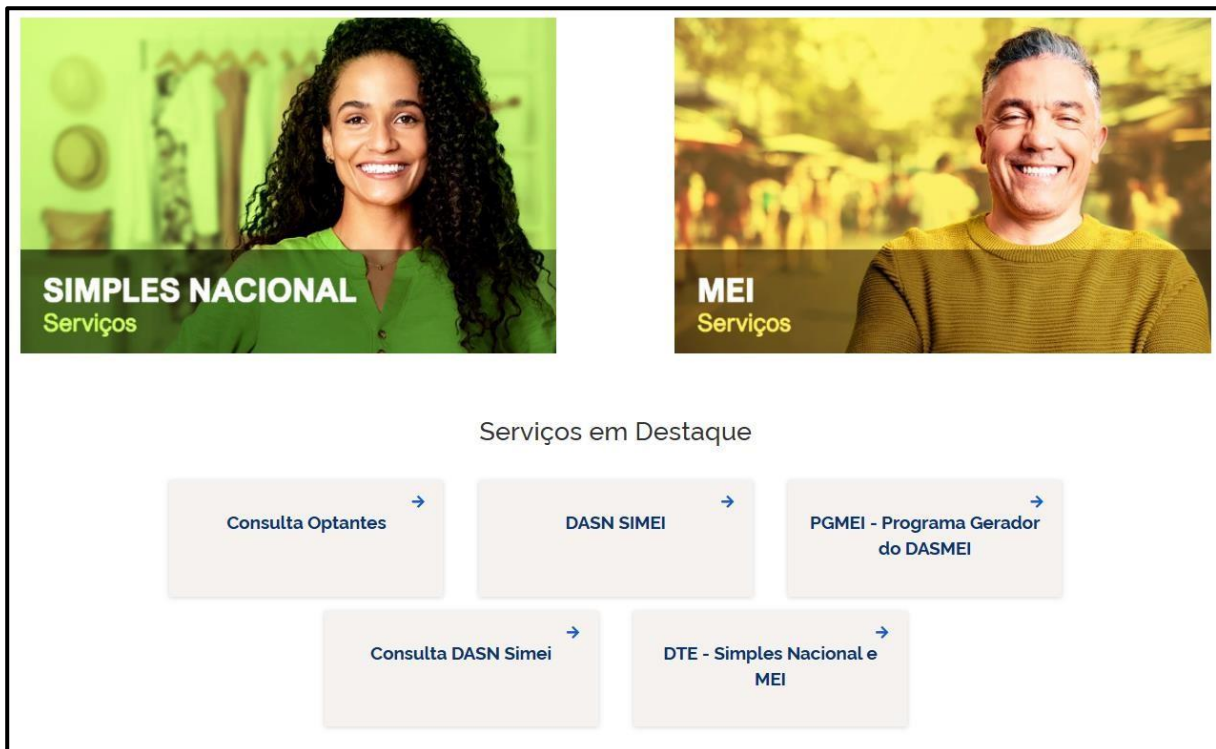 SIMPLES NACIONAL
Serviços
MEI
Serviços
Serviços em Destaque
Consulta Optantes
DASN SIMEI
PGMEI - Programa Gerador
do DASMEI
Consulta DASN Simei
DTE - Simples Nacional e
MEI